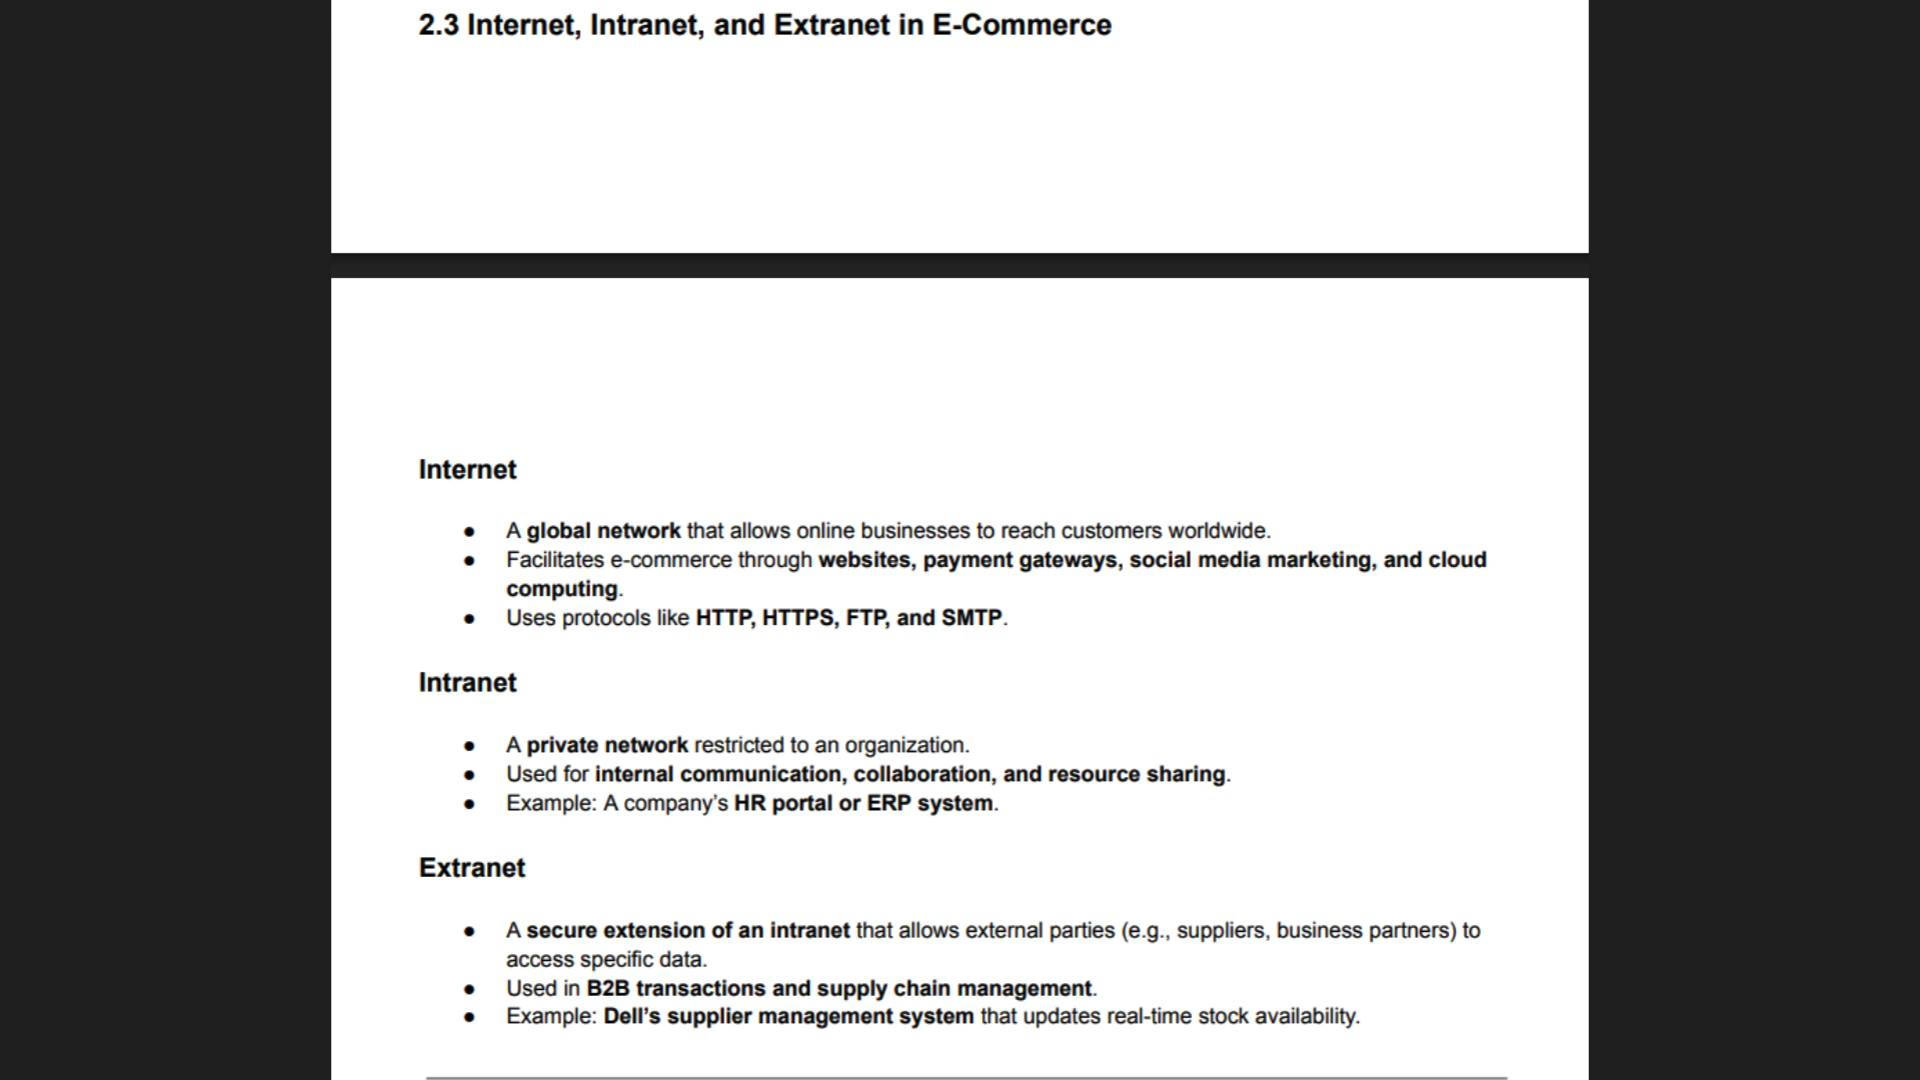 2.3 Internet, Intranet, and Extranet in E-Commerce
Internet
● A global network that allows online businesses to reach customers worldwide.
● Facilitates e-commerce through websites, payment gateways, social media marketing, and cloud
computing.
● Uses protocols like HTTP, HTTPS, FTP, and SMTP.
Intranet
● A private network restricted to an organization.
● Used for internal communication, collaboration, and resource sharing.
● Example: A company’s HR portal or ERP system.
Extranet
● A secure extension of an intranet that allows external parties (e.g., suppliers, business partners) to
access specific data.
● Used in B2B transactions and supply chain management.
● Example: Dell’s supplier management system that updates real-time stock availability.